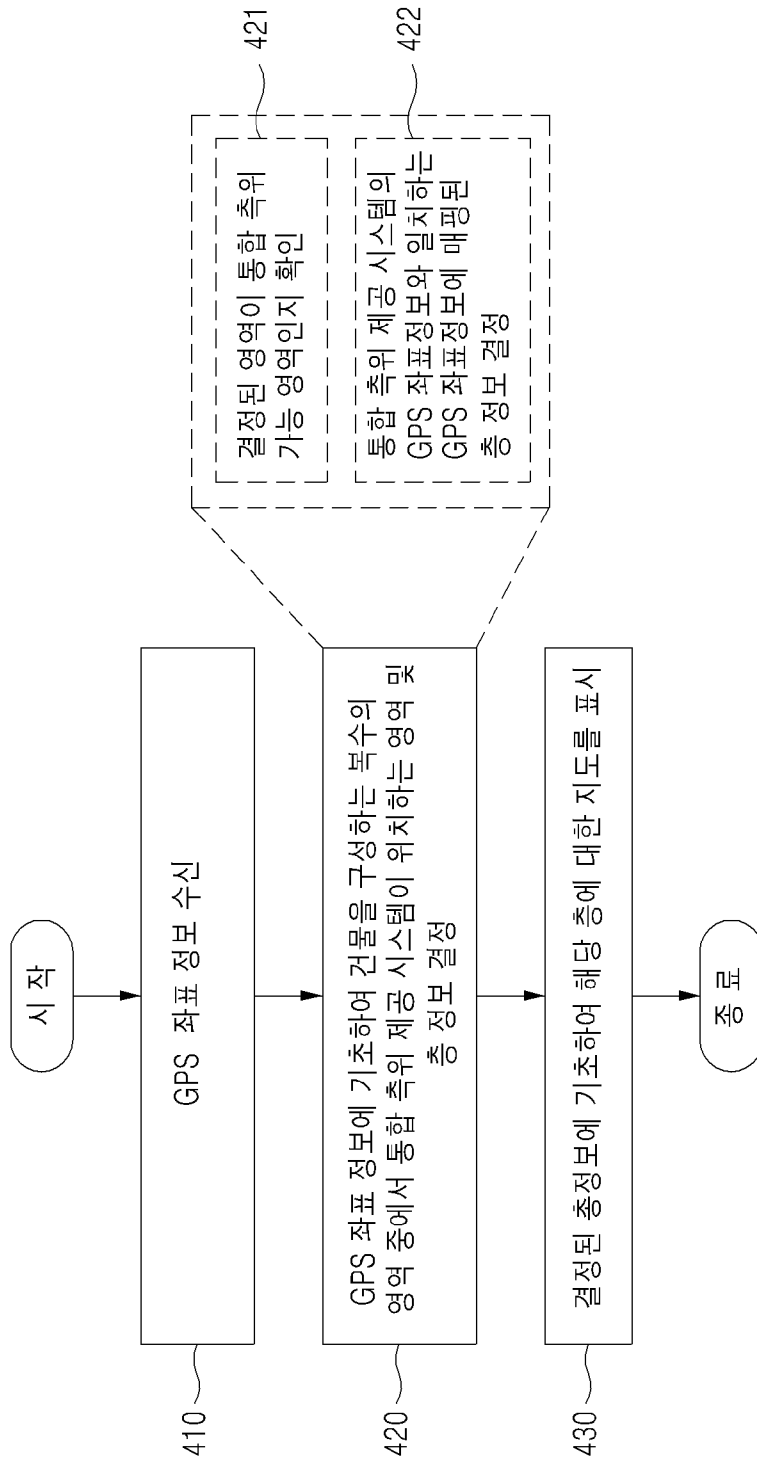 시 작
GPS 좌표 정보 수신
410
GPS 좌표 정보에 기초하여 건물을 구성하는 복수의
영역 중에서 통합 측위 제공 시스템이 위치하는 영역 및
층 정보 결정
420
결정된 영역이 통합 측위
가능 영역인지 확인
421
통합 측위 제공 시스템의
GPS 좌표정보와 일치하는
GPS 좌표정보에 매핑된
층 정보 결정
422
결정된 층정보에 기초하여 해당 층에 대한 지도를 표시
430
종 료